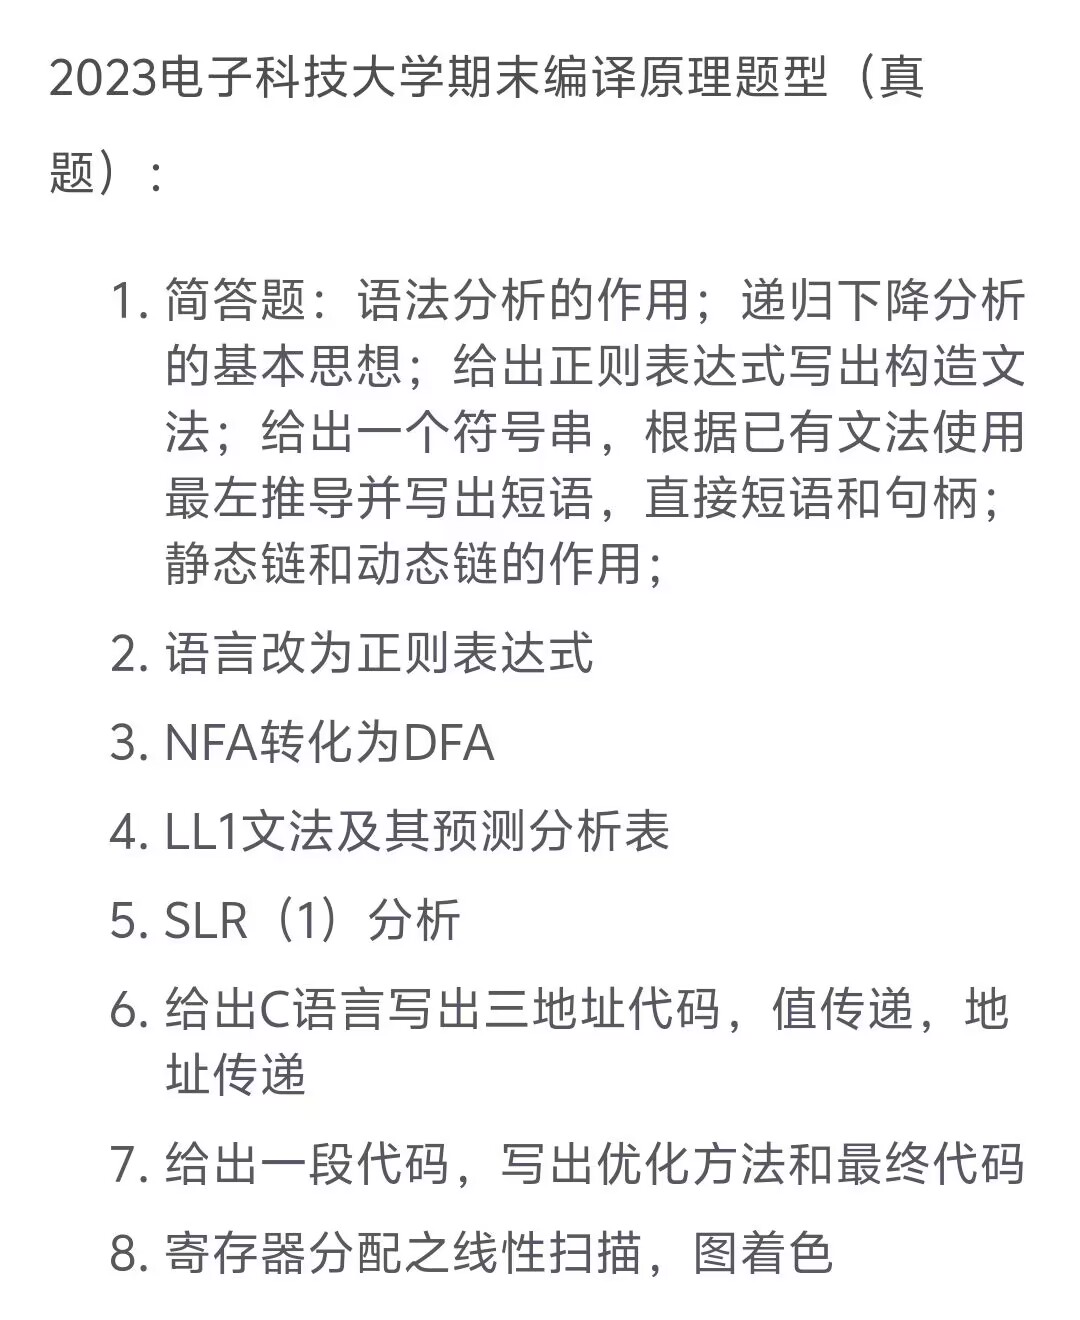 2023电子科技大学期末编译原理题型（真
题）：
1. 简答题：语法分析的作用；递归下降分析
的基本思想；给出正则表达式写出构造文
法；给出一个符号串，根据已有文法使用
最左推导并写出短语，直接短语和句柄；
静态链和动态链的作用；
2. 语言改为正则表达式
3. NFA转化为DFA
4. LL1文法及其预测分析表
5. SLR（1）分析
6. 给出C语言写出三地址代码，值传递，地
址传递
7. 给出一段代码，写出优化方法和最终代码
8. 寄存器分配之线性扫描，图着色